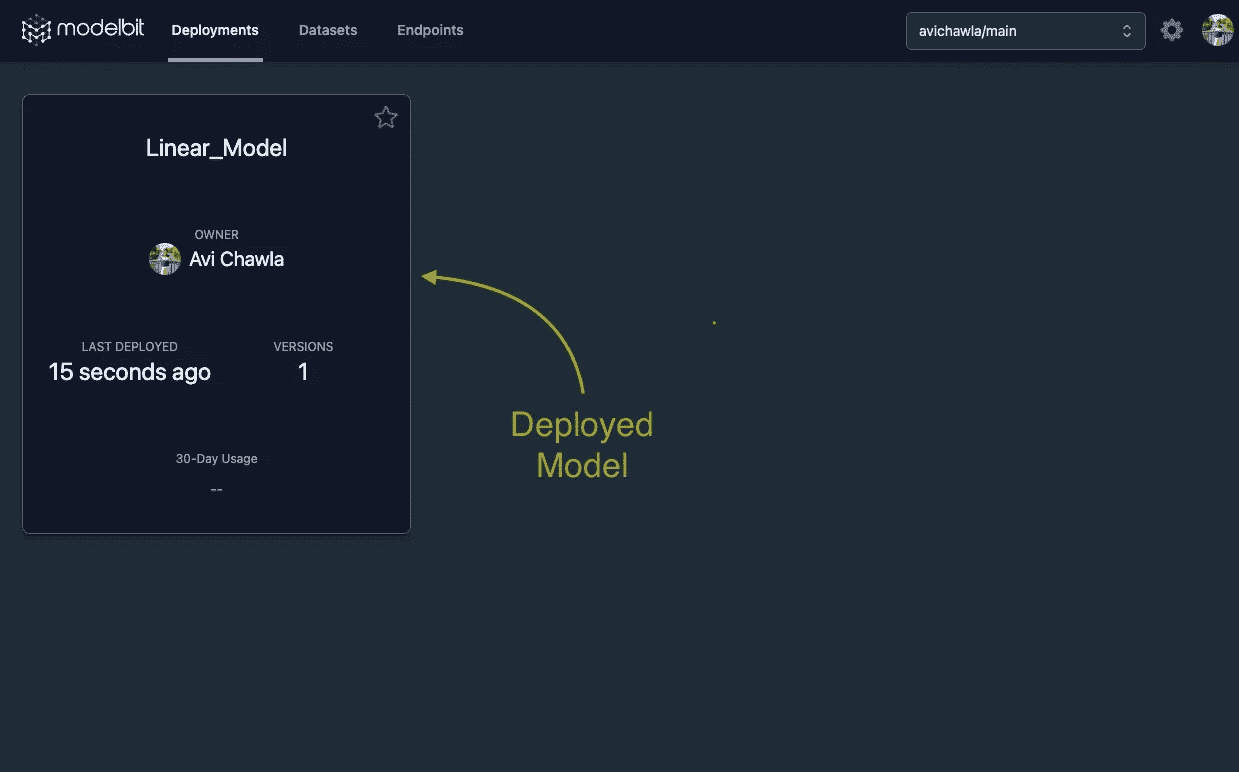 modelbit Deployments Datasets Endpoints avichawla/main
Linear_Model
OWNER
Avi Chawla
LAST DEPLOYED VERSIONS
15 seconds ago 1
30-Day Usage
--
Deployed
Model